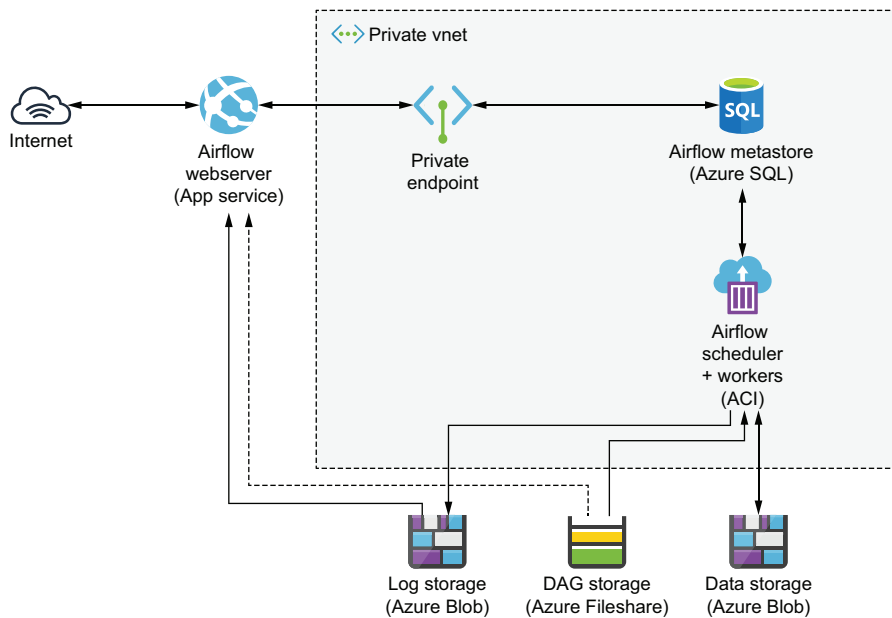 Private vnet
Internet
Airflow
webserver
(App service)
Private
endpoint
SQL
Airflow metastore
(Azure SQL)
Airflow
scheduler
+ workers
(ACI)
Log storage
(Azure Blob)
DAG storage
(Azure Fileshare)
Data storage
(Azure Blob)